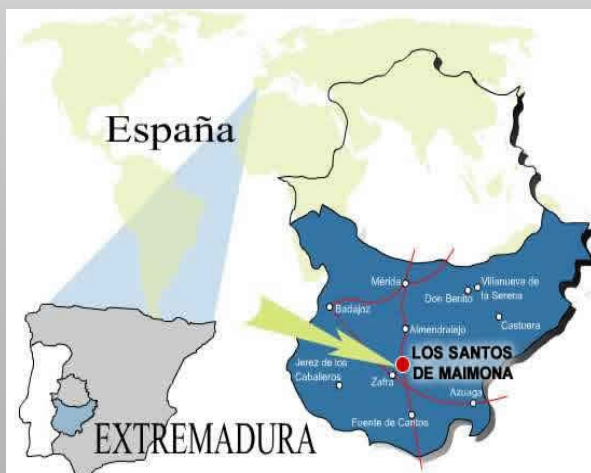 España
Mérida
Villanueva de
la Serena
Don Benito
Badajoz
Castuera
Almendralejo
LOS SANTOS
DE MAIMONA
Jerez de los
Caballeros
Zafra
Azuaga
Fuente de Cantos
EXTREMADURA